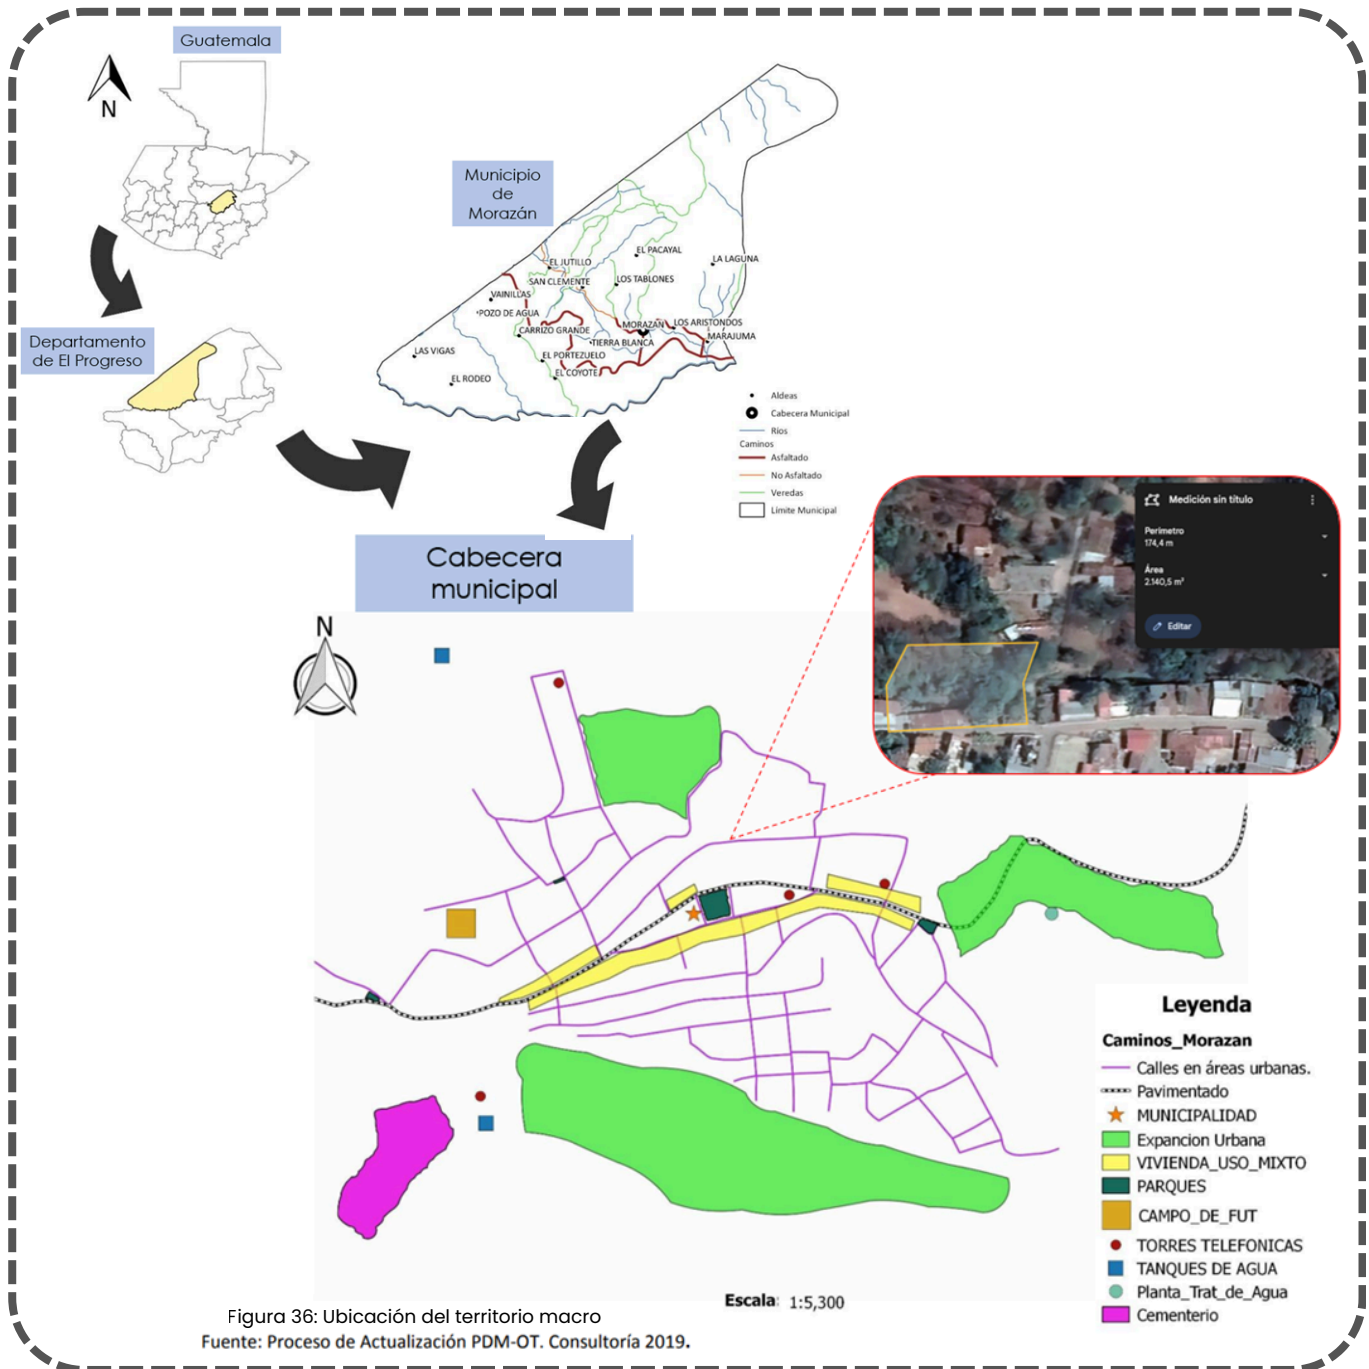 Guatemala
N
Municipio
de
Morazán
EL PACAYAL
LA LAGUNA
EL JUTILLO
SAN CLEMENTE
LOS TABLONES
VAINILLAS
POZO DE AGUA
MORAZÁN
LOS ARISTONDOS
CARRIZO GRANDE
TIERRA BLANCA
MARAJUMA
LAS VIGAS
EL PORTEZUELO
EL RODEO
EL COYOTE
Departamento
de El Progreso
Aldeas
Cabecera Municipal
Ríos
Caminos
Asfaltado
No Asfaltado
Veredas
Límite Municipal
Medición sin título
Perímetro
174,4 m
Área
2.140,5 m²
Editar
Cabecera
municipal
N
Leyenda
Caminos_Morazan
Calles en áreas urbanas.
Pavimentado
MUNICIPALIDAD
Expancion Urbana
VIVIENDA_USO_MIXTO
PARQUES
CAMPO_DE_FUT
TORRES TELEFONICAS
TANQUES DE AGUA
Planta_Trat_de_Agua
Cementerio
Escala: 1:5,300
Figura 36: Ubicación del territorio macro
Fuente: Proceso de Actualización PDM-OT. Consultoría 2019.